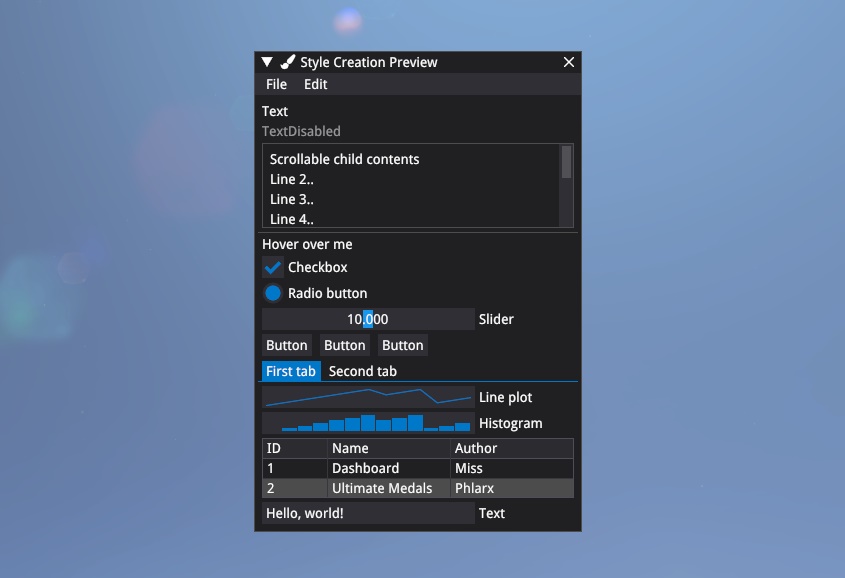 Style Creation Preview
File Edit
Text
TextDisabled
Scrollable child contents
Line 2..
Line 3..
Line 4..
Hover over me
Checkbox
Radio button
10.000 Slider
Button Button Button
First tab Second tab
Line plot
Histogram
ID Name Author
1 Dashboard Miss
2 Ultimate Medals Phlarx
Hello, world! Text